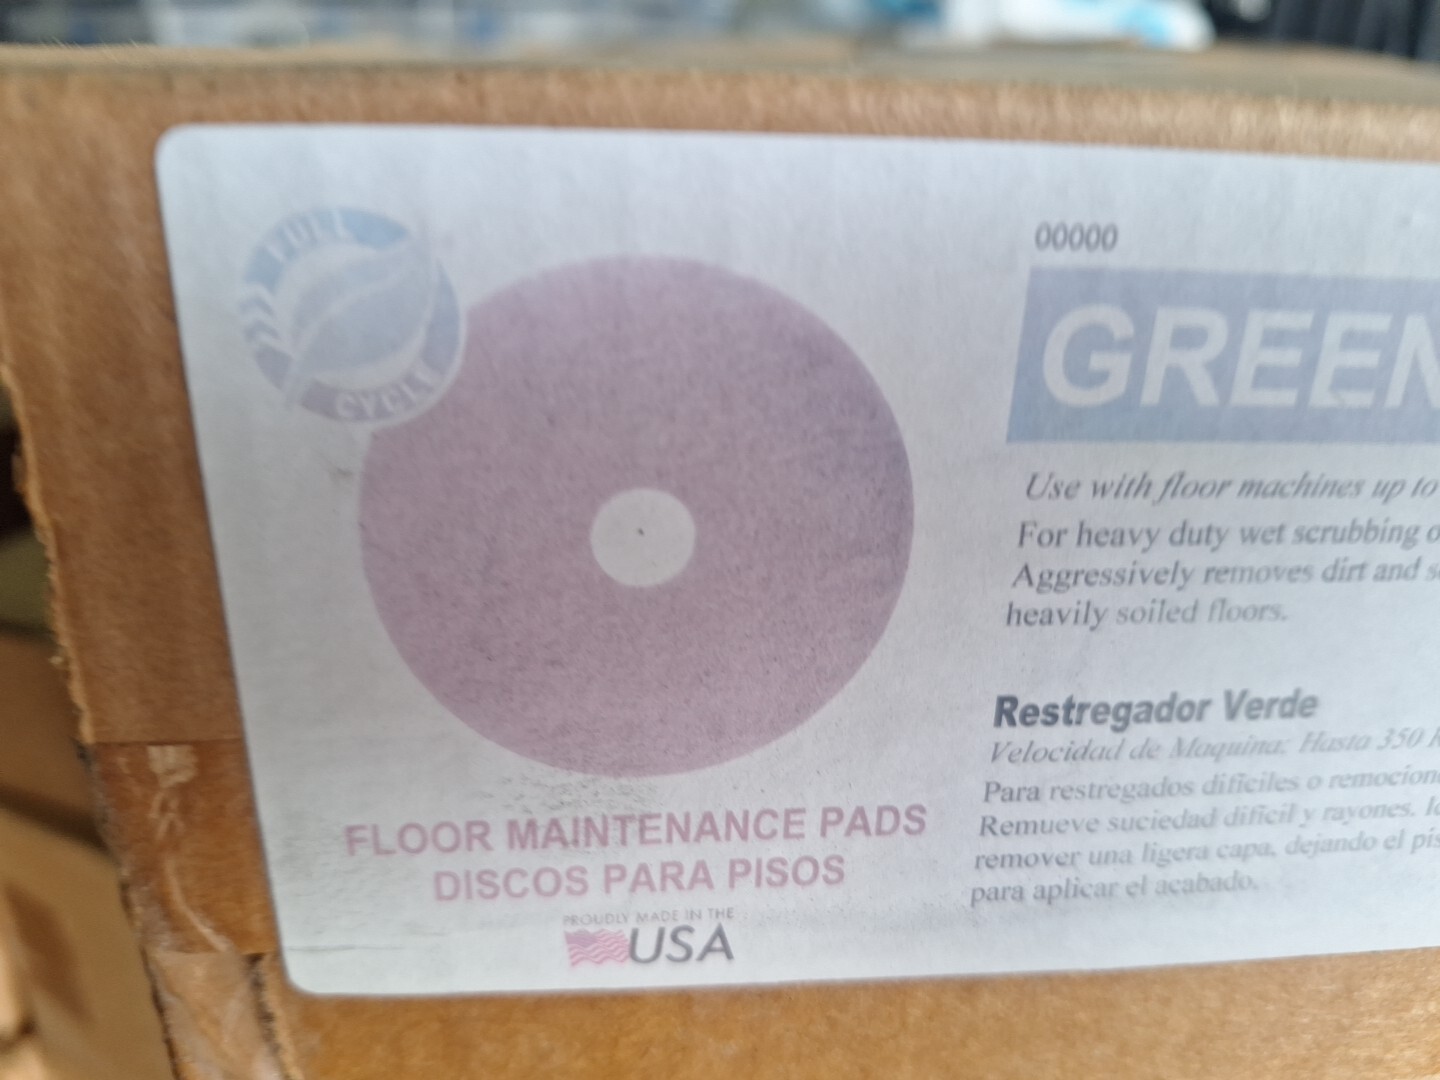 FULL
CYCLE
00000
GREEN
Use with floor machines up to
For heavy duty wet scrubbing
Aggressively removes dirt and
heavily soiled floors.
Restregador Verde
Velocidad de Maquina: Hasta 350
Para restregados dificiles o remocion
Remueve suciedad dificil y rayones.
remover una ligera capa, dejando el
para aplicar el acabado.
FLOOR MAINTENANCE PADS
DISCOS PARA PISOS
PROUDLY MADE IN THE
USA